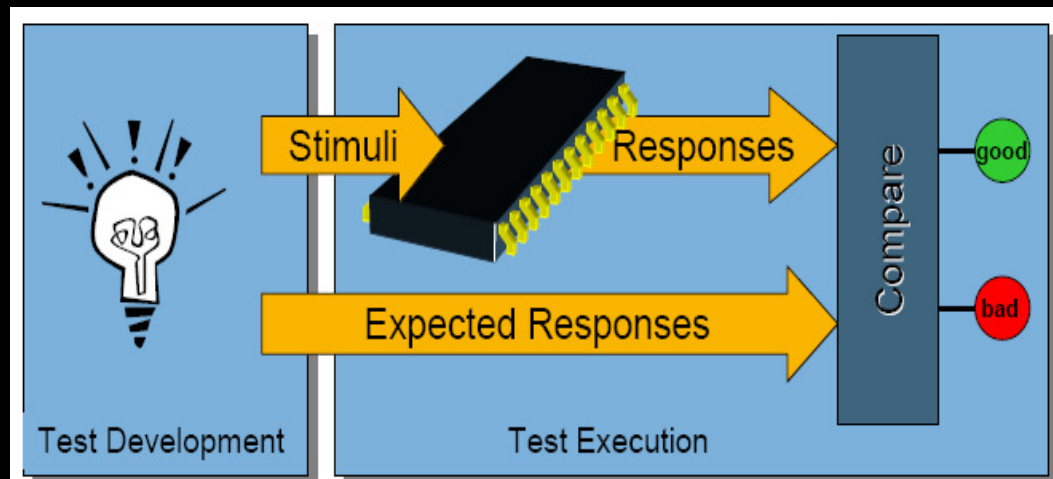 Stimuli
Responses
Compare
good
Expected Responses
bad
Test Development
Test Execution